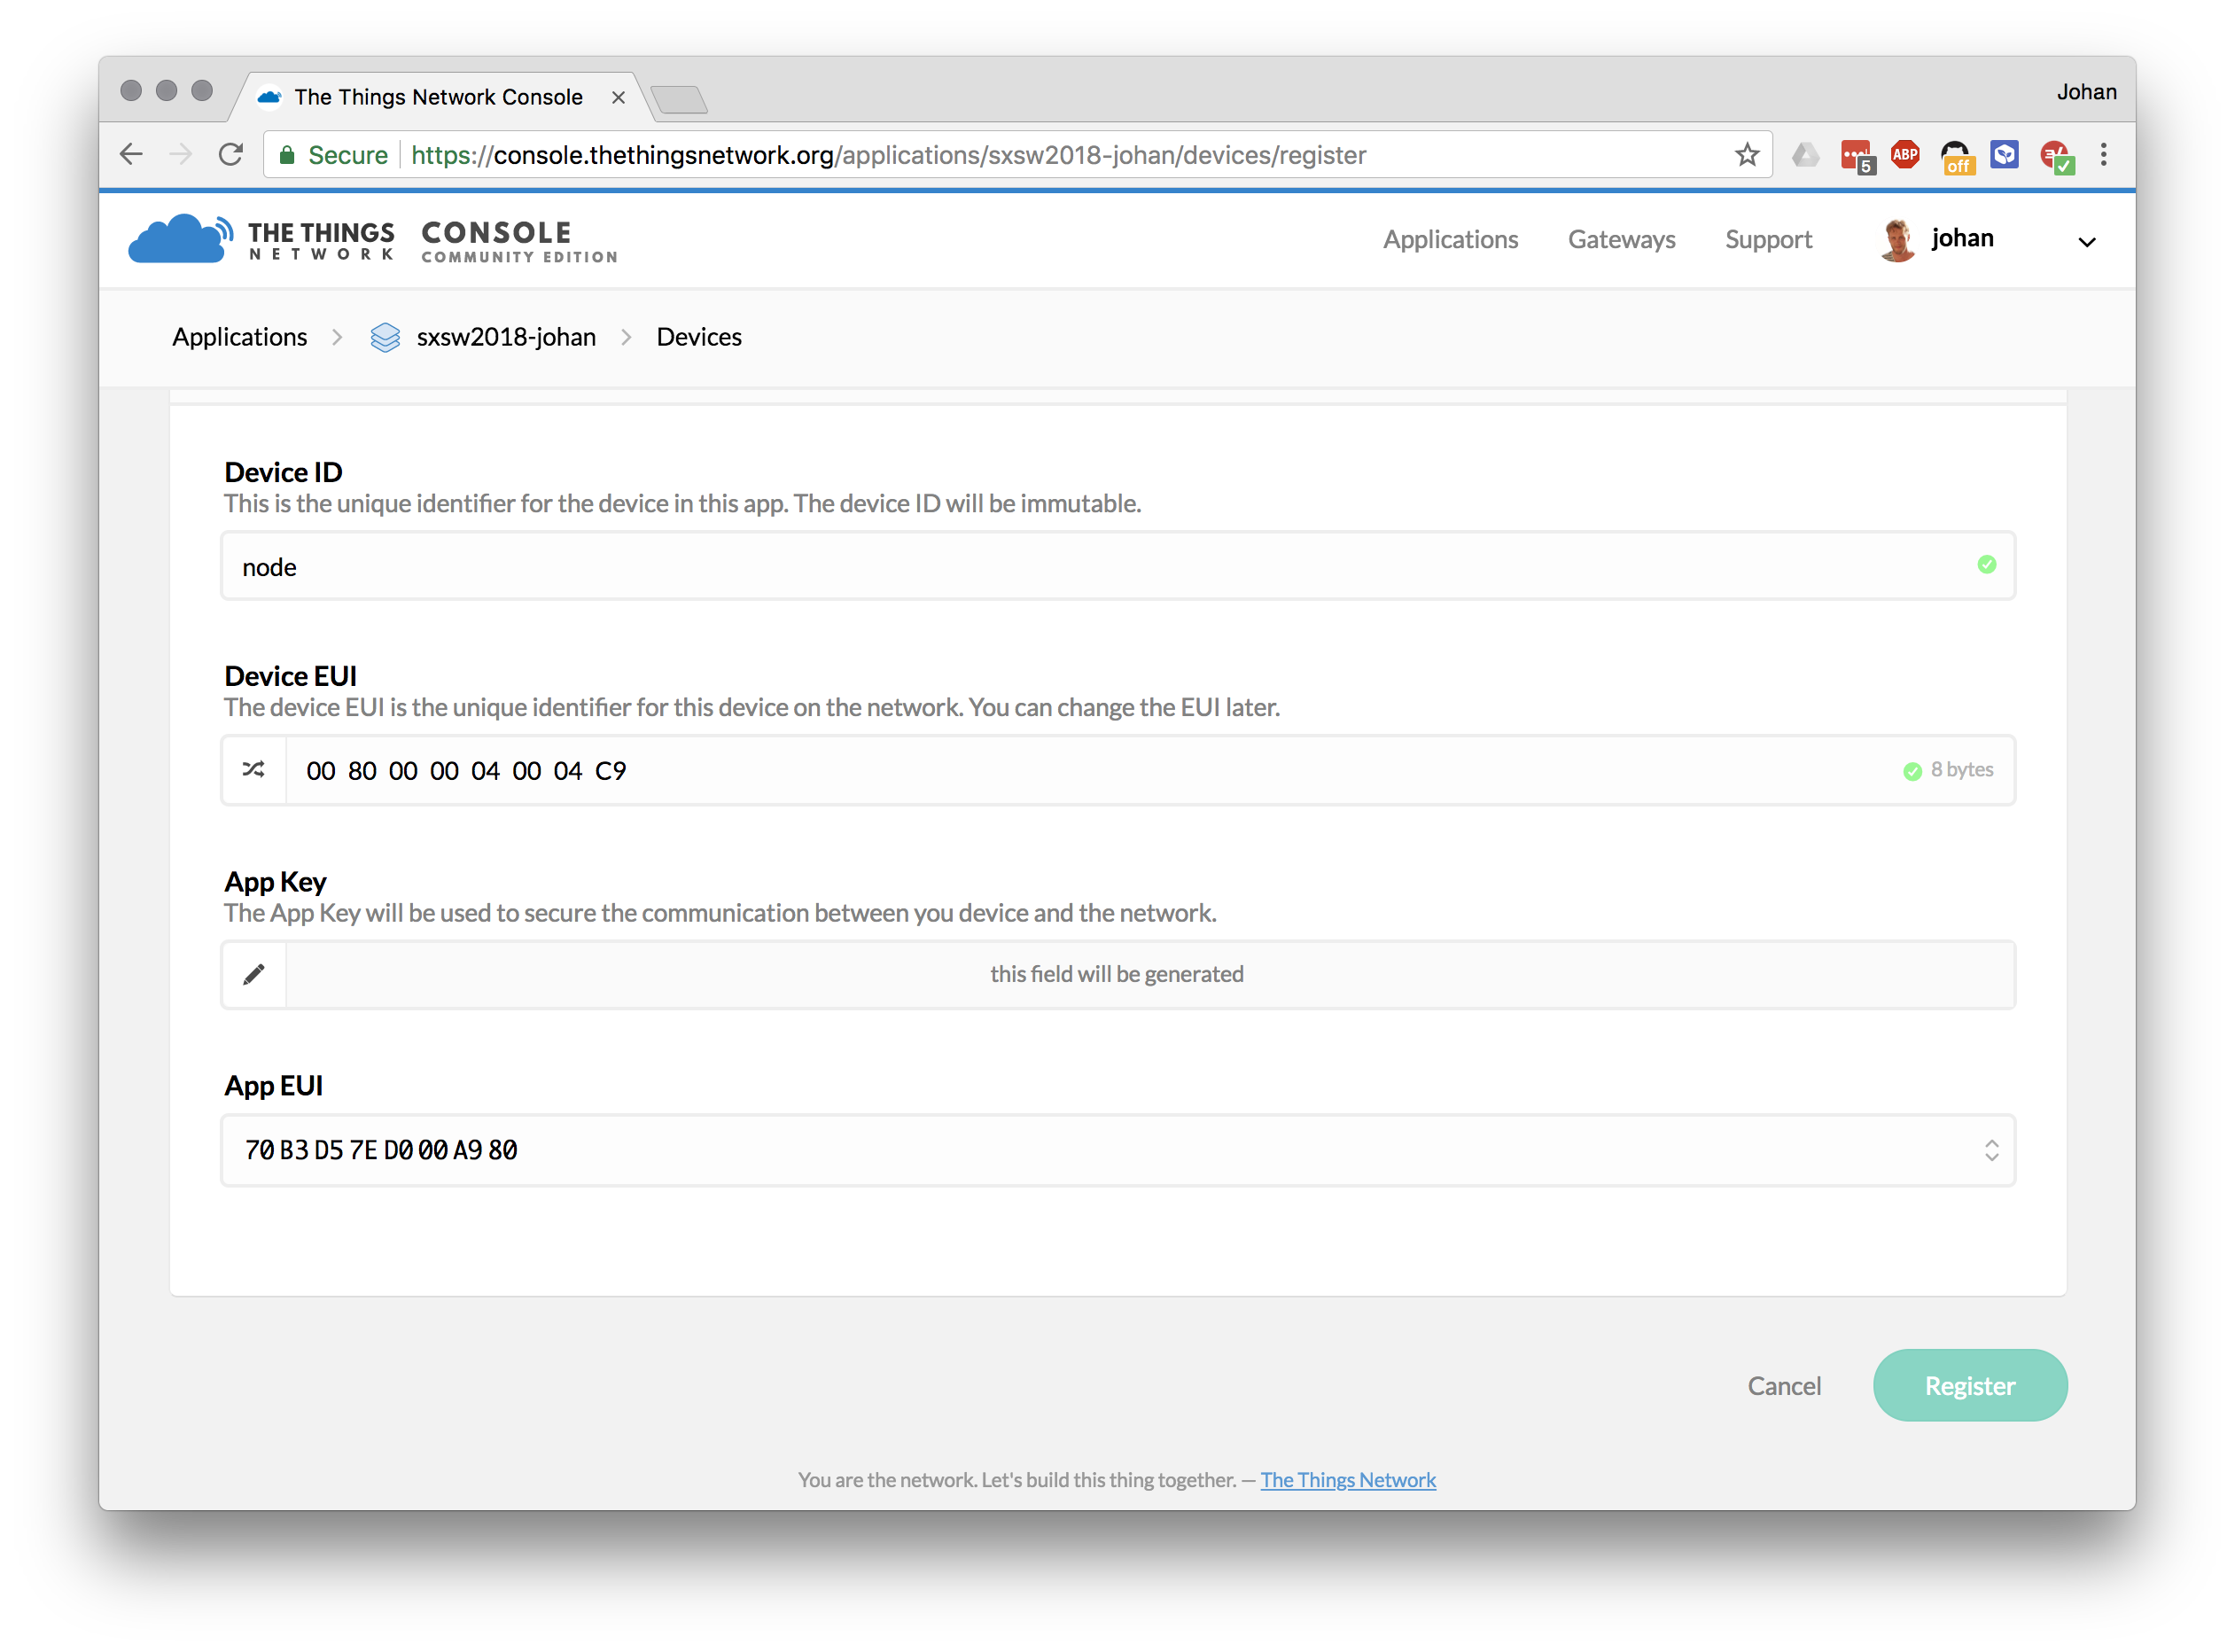 The Things Network Console
Johan
Secure https://console.thethingsnetwork.org/applications/sxsw2018-johan/devices/register
5
ABP
off
THE THINGS
NETWORK
CONSOLE
COMMUNITY EDITION
Applications Gateways Support johan
Applications sxsw2018-johan Devices
Device ID
This is the unique identifier for the device in this app. The device ID will be immutable.
node
Device EUI
The device EUI is the unique identifier for this device on the network. You can change the EUI later.
00 80 00 00 04 00 04 C9
8 bytes
App Key
The App Key will be used to secure the communication between you device and the network.
this field will be generated
App EUI
70 B3 D5 7E D0 00 A9 80
Cancel Register
You are the network. Let's build this thing together. — The Things Network